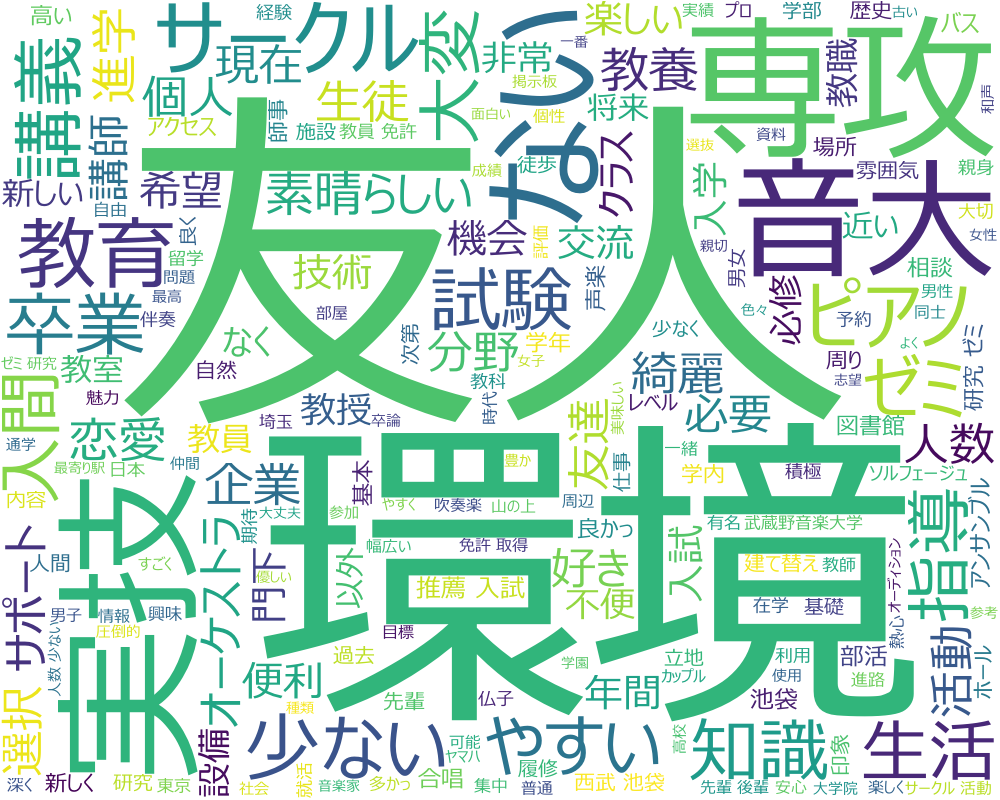 高い
経験
サークル
大変
非常
楽しい
実績
プロ
学部
歴史
古い
バス
一番
掲示板
講義
進学
現在
個人
生徒
アクセス
師事
施設
教員 免許
面白い
個性
将来
教養
教職
専攻
和声
資料
選抜
場所
雰囲気
親身
新しい
講師
希望
素晴らしい
成績
徒歩
ない
クラス
入学
近い
大切
女性
自由
良く
友人
音大
教育
留学
問題
最高
伴奏
技術
機会
評価
交流
親切
男女
相談
卒業
なく
部屋
試験
声楽
少なく
必修
色々
ピアノ
男性
予約
同士
よく
ゼミ 研究
教室
自然
次第
分野
学年
女子
教科
時代
綺麗
レベル
周り
志望
ゼミ
研究 ゼミ
魅力
入間
恋愛
教員
埼玉
教授
卒論
美味しい
友達
必要
図書館
人数
通学
最寄り駅
日本
仲間
内容
企業
基本
豊か
仕事
一緒
学内
積極
ソルフェージュ
実技
環境
大丈夫
期待
やすく
参加
吹奏楽
山の上
周辺
良かっ
有名
武蔵野音楽大学
指導
アンサンブル
サポート
人間
すごく
オーケストラ
門下
優しい
以外
幅広い
免許 取得
推薦 入試
好き
不便
入試
建て替え
教師
オーディション
熱心
参考
男子
情報
興味
圧倒的
人数 少ない
目標
在学
基礎
選択
便利
過去
先輩
仏子
学園
年間
立地
カップル
利用
使用
池袋
部活
進路
活動
ホール
設備
種類
少ない
やすい
知識
高校
印象
生活
深く
新しく
研究
東京
社会
就活
音楽家
多かっ
合唱
可能
ヤマハ
集中
履修
普通
西武 池袋
先輩 後輩
安心
大学院
楽しく
サークル 活動